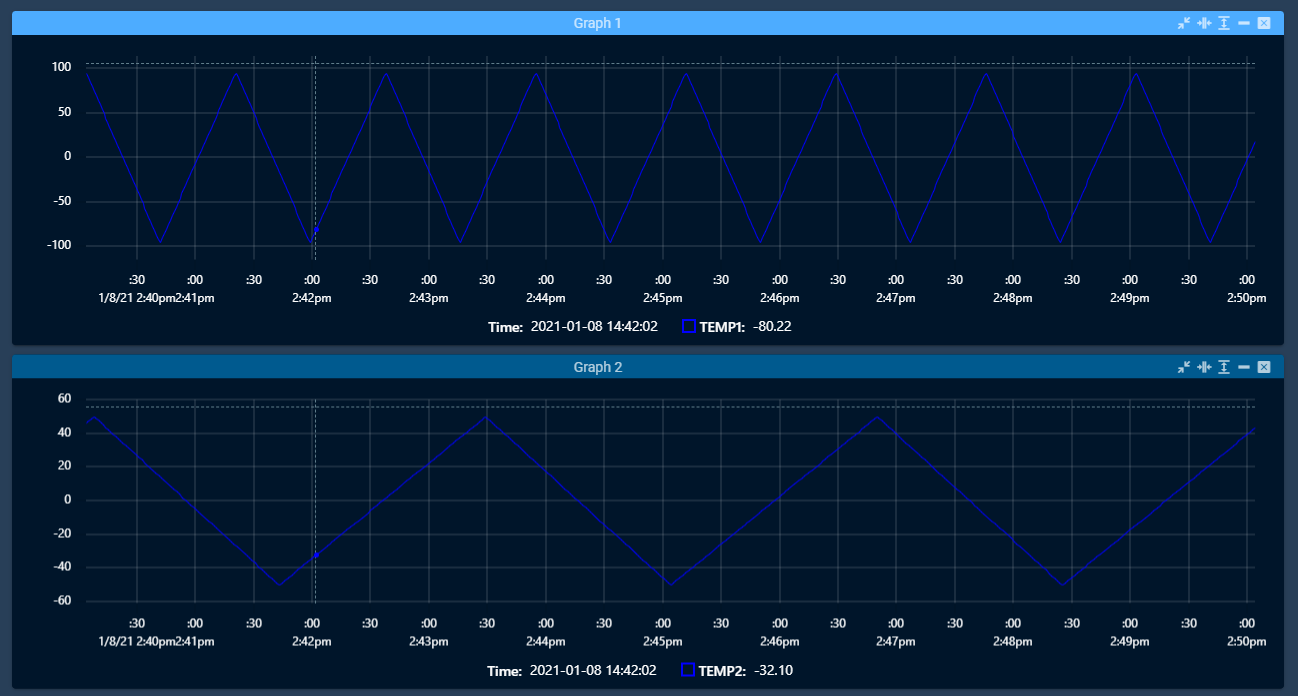 Graph 1
100
50
0
-50
-100
:30 :00 :30 :00 :30 :00 :30 :00 :30 :00 :30 :00 :30 :00 :30 :00 :30 :00 :30 :00
1/8/21 2:40pm 2:41pm 2:42pm 2:43pm 2:44pm 2:45pm 2:46pm 2:47pm 2:48pm 2:49pm 2:50pm
Time: 2021-01-08 14:42:02 TEMP1: -80.22
Graph 2
60
40
20
0
-20
-40
-60
:30 :00 :30 :00 :30 :00 :30 :00 :30 :00 :30 :00 :30 :00 :30 :00 :30 :00 :30 :00
1/8/21 2:40pm 2:41pm 2:42pm 2:43pm 2:44pm 2:45pm 2:46pm 2:47pm 2:48pm 2:49pm 2:50pm
Time: 2021-01-08 14:42:02 TEMP2: -32.10